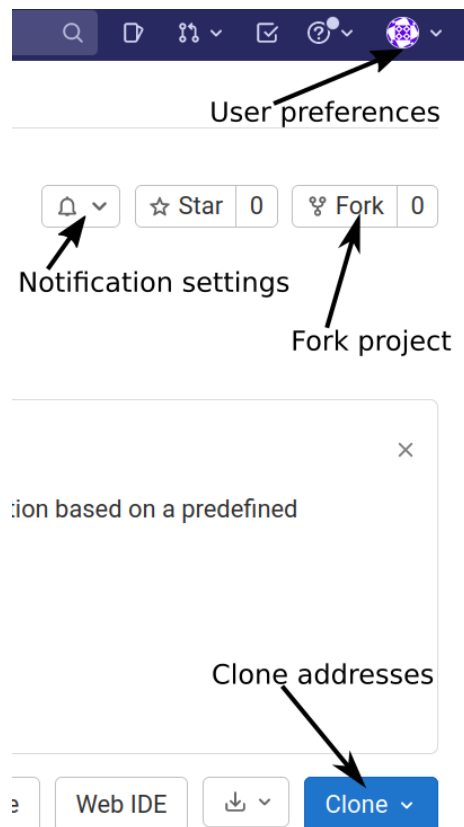 User preferences
Star 0 Fork 0
Notification settings
Fork project
tion based on a predefined
Clone addresses
e Web IDE Clone